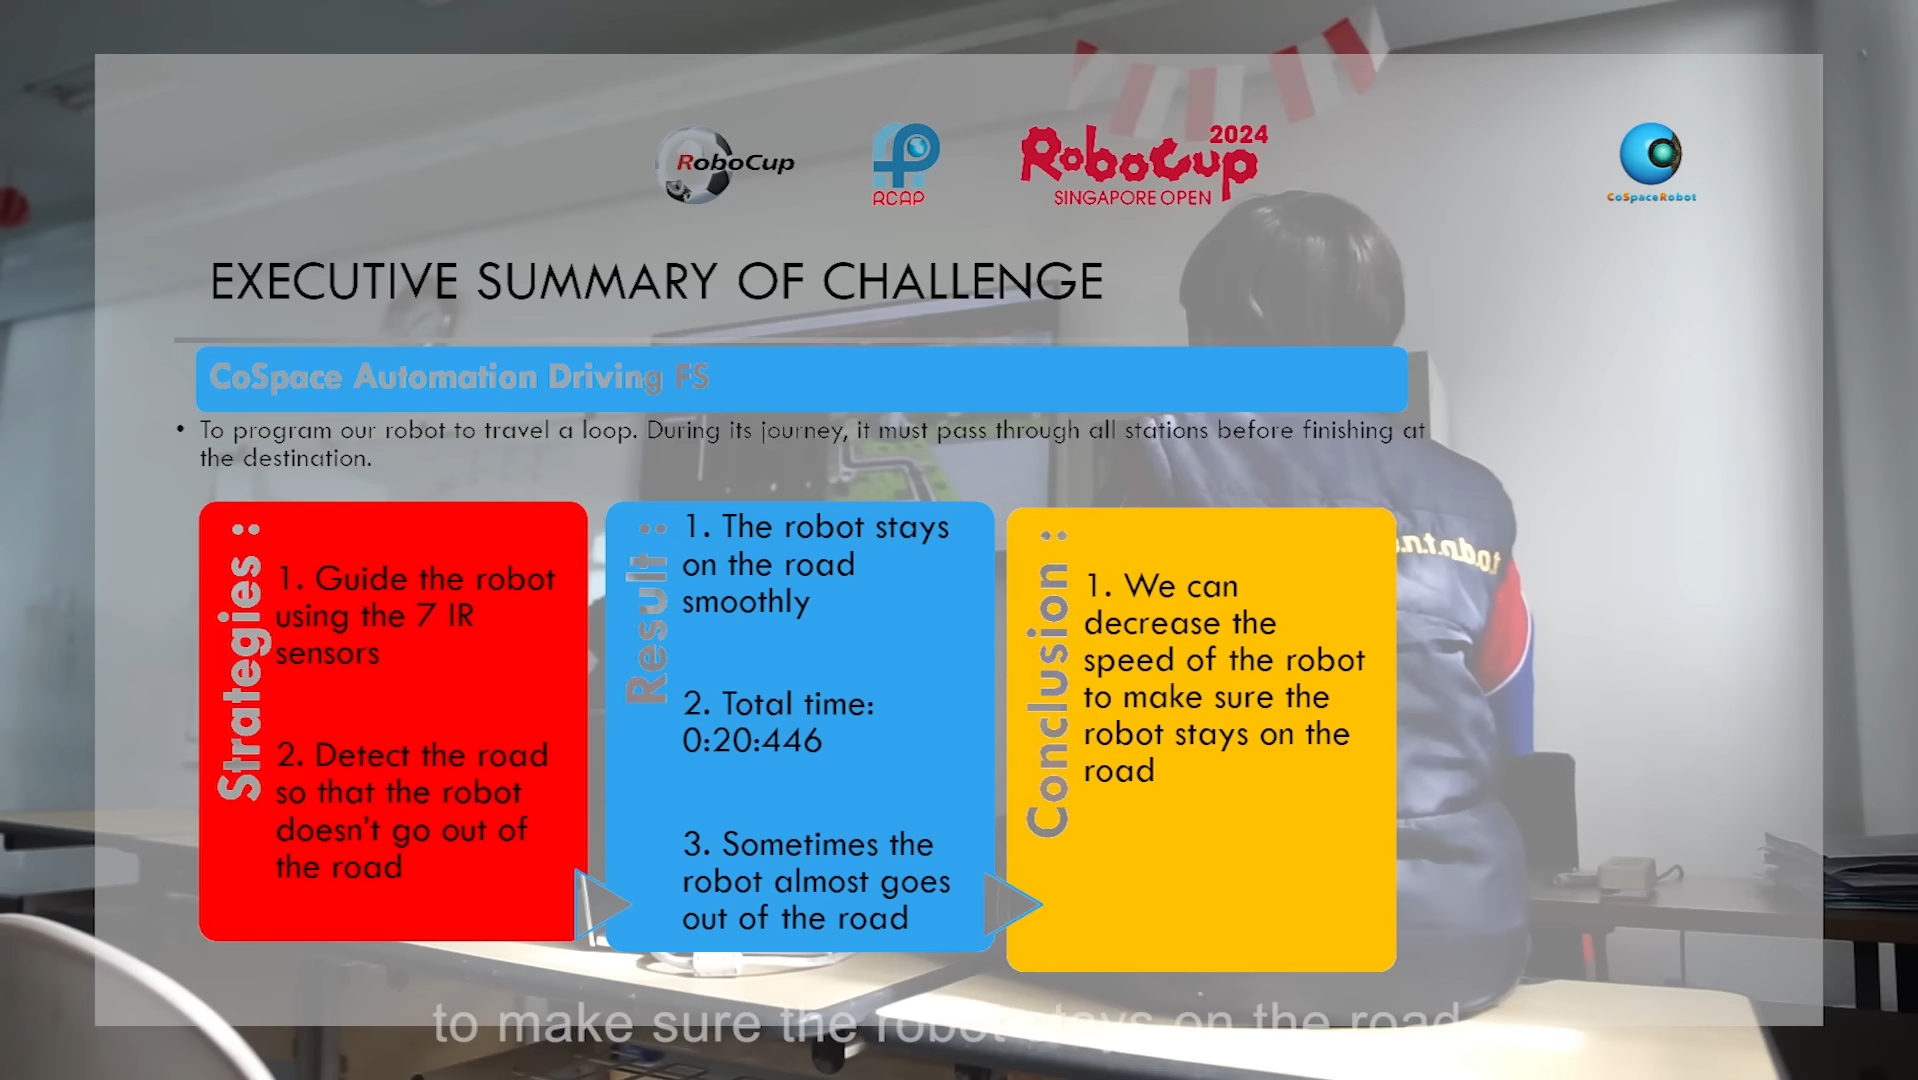 RoboCup
RCAP
RoboCup 2024
SINGAPORE OPEN
CoSpaceRobot
EXECUTIVE SUMMARY OF CHALLENGE
CoSpace Automation Driving FS
• To program our robot to travel a loop. During its journey, it must pass through all stations before finishing at
the destination.
Strategies :
1. Guide the robot
using the 7 IR
sensors
2. Detect the road
so that the robot
doesn't go out of
the road
Result :
1. The robot stays
on the road
smoothly
2. Total time:
0:20:446
3. Sometimes the
robot almost goes
out of the road
Conclusion :
1. We can
decrease the
speed of the robot
to make sure the
robot stays on the
road
to make sure the robot stays on the road